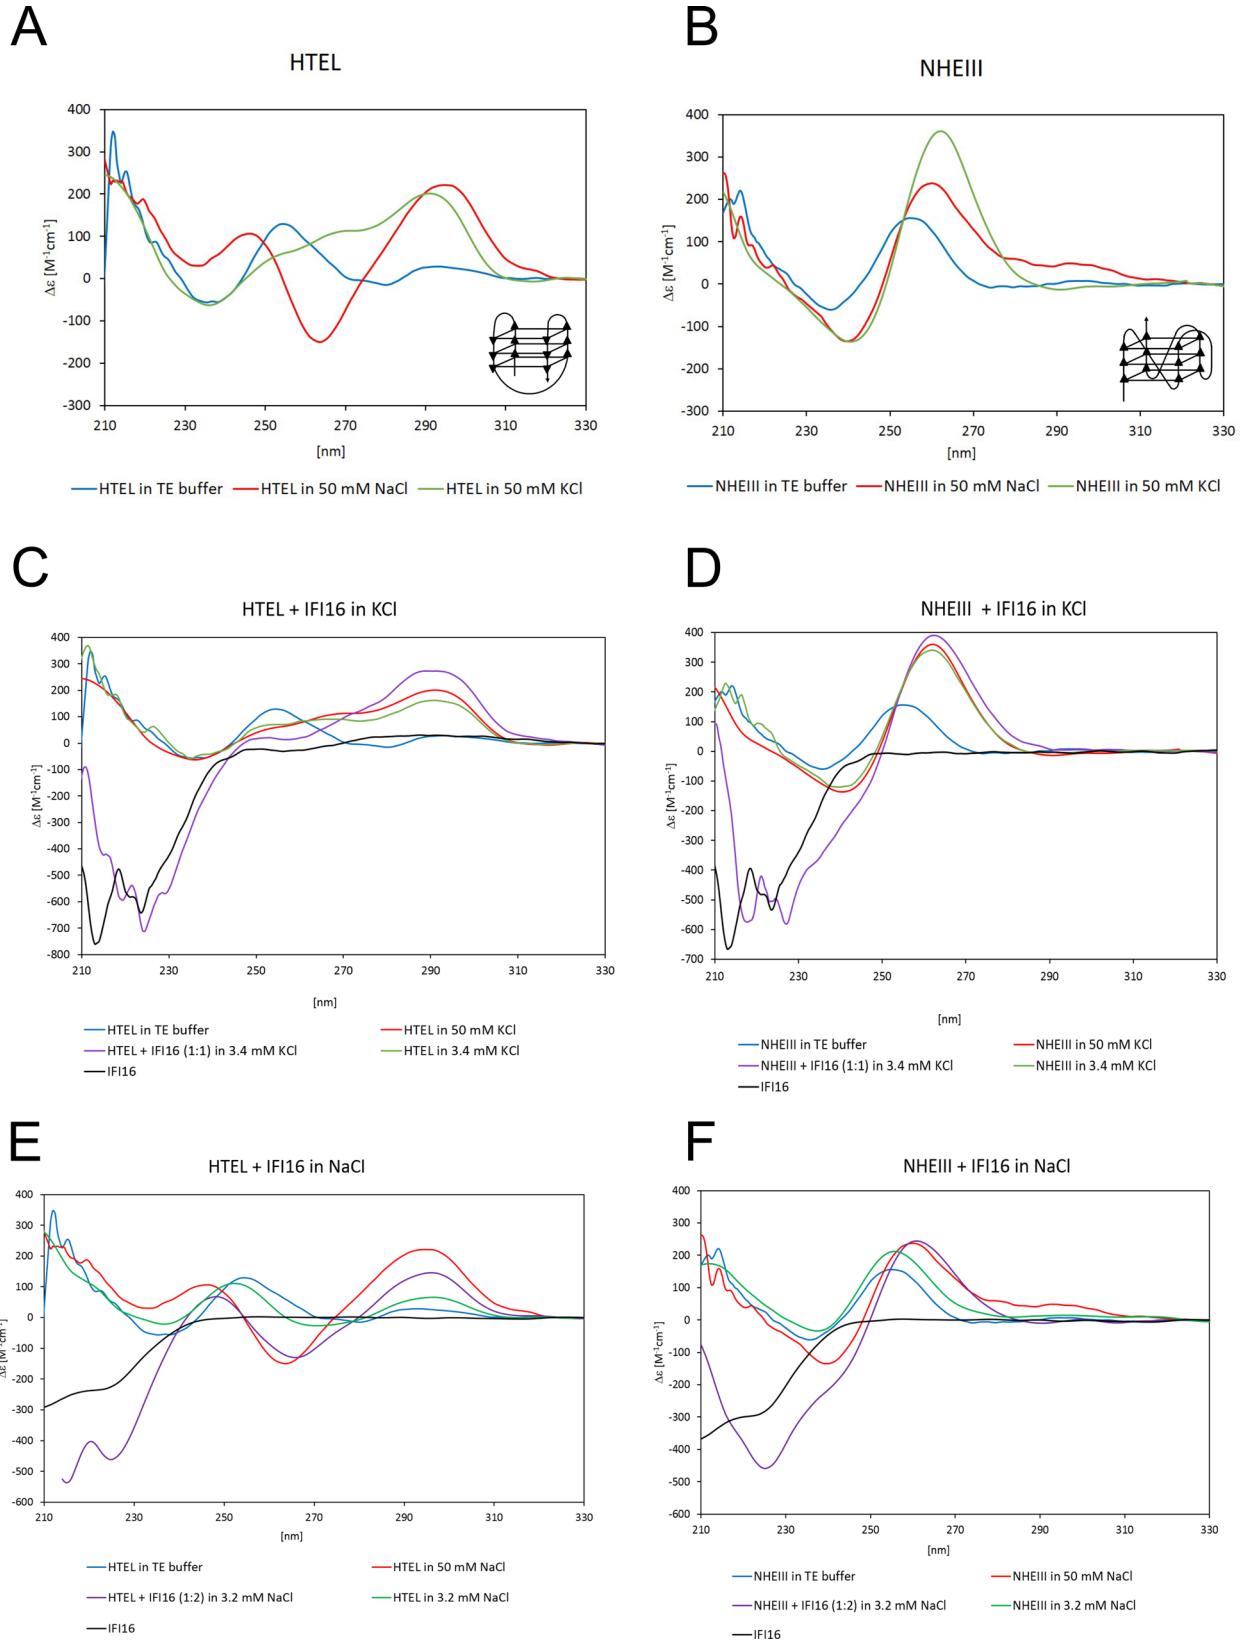 A
HTEL
400
300
200
100
0
-100
-200
-300
Δε [M⁻¹cm⁻¹]
210 230 250 270 290 310 330
[nm]
HTEL in TE buffer HTEL in 50 mM NaCl HTEL in 50 mM KCl
B
NHEIII
400
300
200
100
0
-100
-200
-300
Δε [M⁻¹cm⁻¹]
210 230 250 270 290 310 330
[nm]
NHEIII in TE buffer NHEIII in 50 mM NaCl NHEIII in 50 mM KCl
C
HTEL + IFI16 in KCl
400
300
200
100
0
-100
-200
-300
-400
-500
-600
-700
-800
Δε [M⁻¹cm⁻¹]
210 230 250 270 290 310 330
[nm]
HTEL in TE buffer HTEL in 50 mM KCl
HTEL + IFI16 (1:1) in 3.4 mM KCl HTEL in 3.4 mM KCl
IFI16
D
NHEIII + IFI16 in KCl
400
300
200
100
0
-100
-200
-300
-400
-500
-600
-700
Δε [M⁻¹cm⁻¹]
210 230 250 270 290 310 330
[nm]
NHEIII in TE buffer NHEIII in 50 mM KCl
NHEIII + IFI16 (1:1) in 3.4 mM KCl NHEIII in 3.4 mM KCl
IFI16
E
HTEL + IFI16 in NaCl
400
300
200
100
0
-100
-200
-300
-400
-500
-600
Δε [M⁻¹cm⁻¹]
210 230 250 270 290 310 330
[nm]
HTEL in TE buffer HTEL in 50 mM NaCl
HTEL + IFI16 (1:2) in 3.2 mM NaCl HTEL in 3.2 mM NaCl
IFI16
F
NHEIII + IFI16 in NaCl
400
300
200
100
0
-100
-200
-300
-400
-500
-600
Δε [M⁻¹cm⁻¹]
210 230 250 270 290 310 330
[nm]
NHEIII in TE buffer NHEIII in 50 mM NaCl
NHEIII + IFI16 (1:2) in 3.2 mM NaCl NHEIII in 3.2 mM NaCl
IFI16